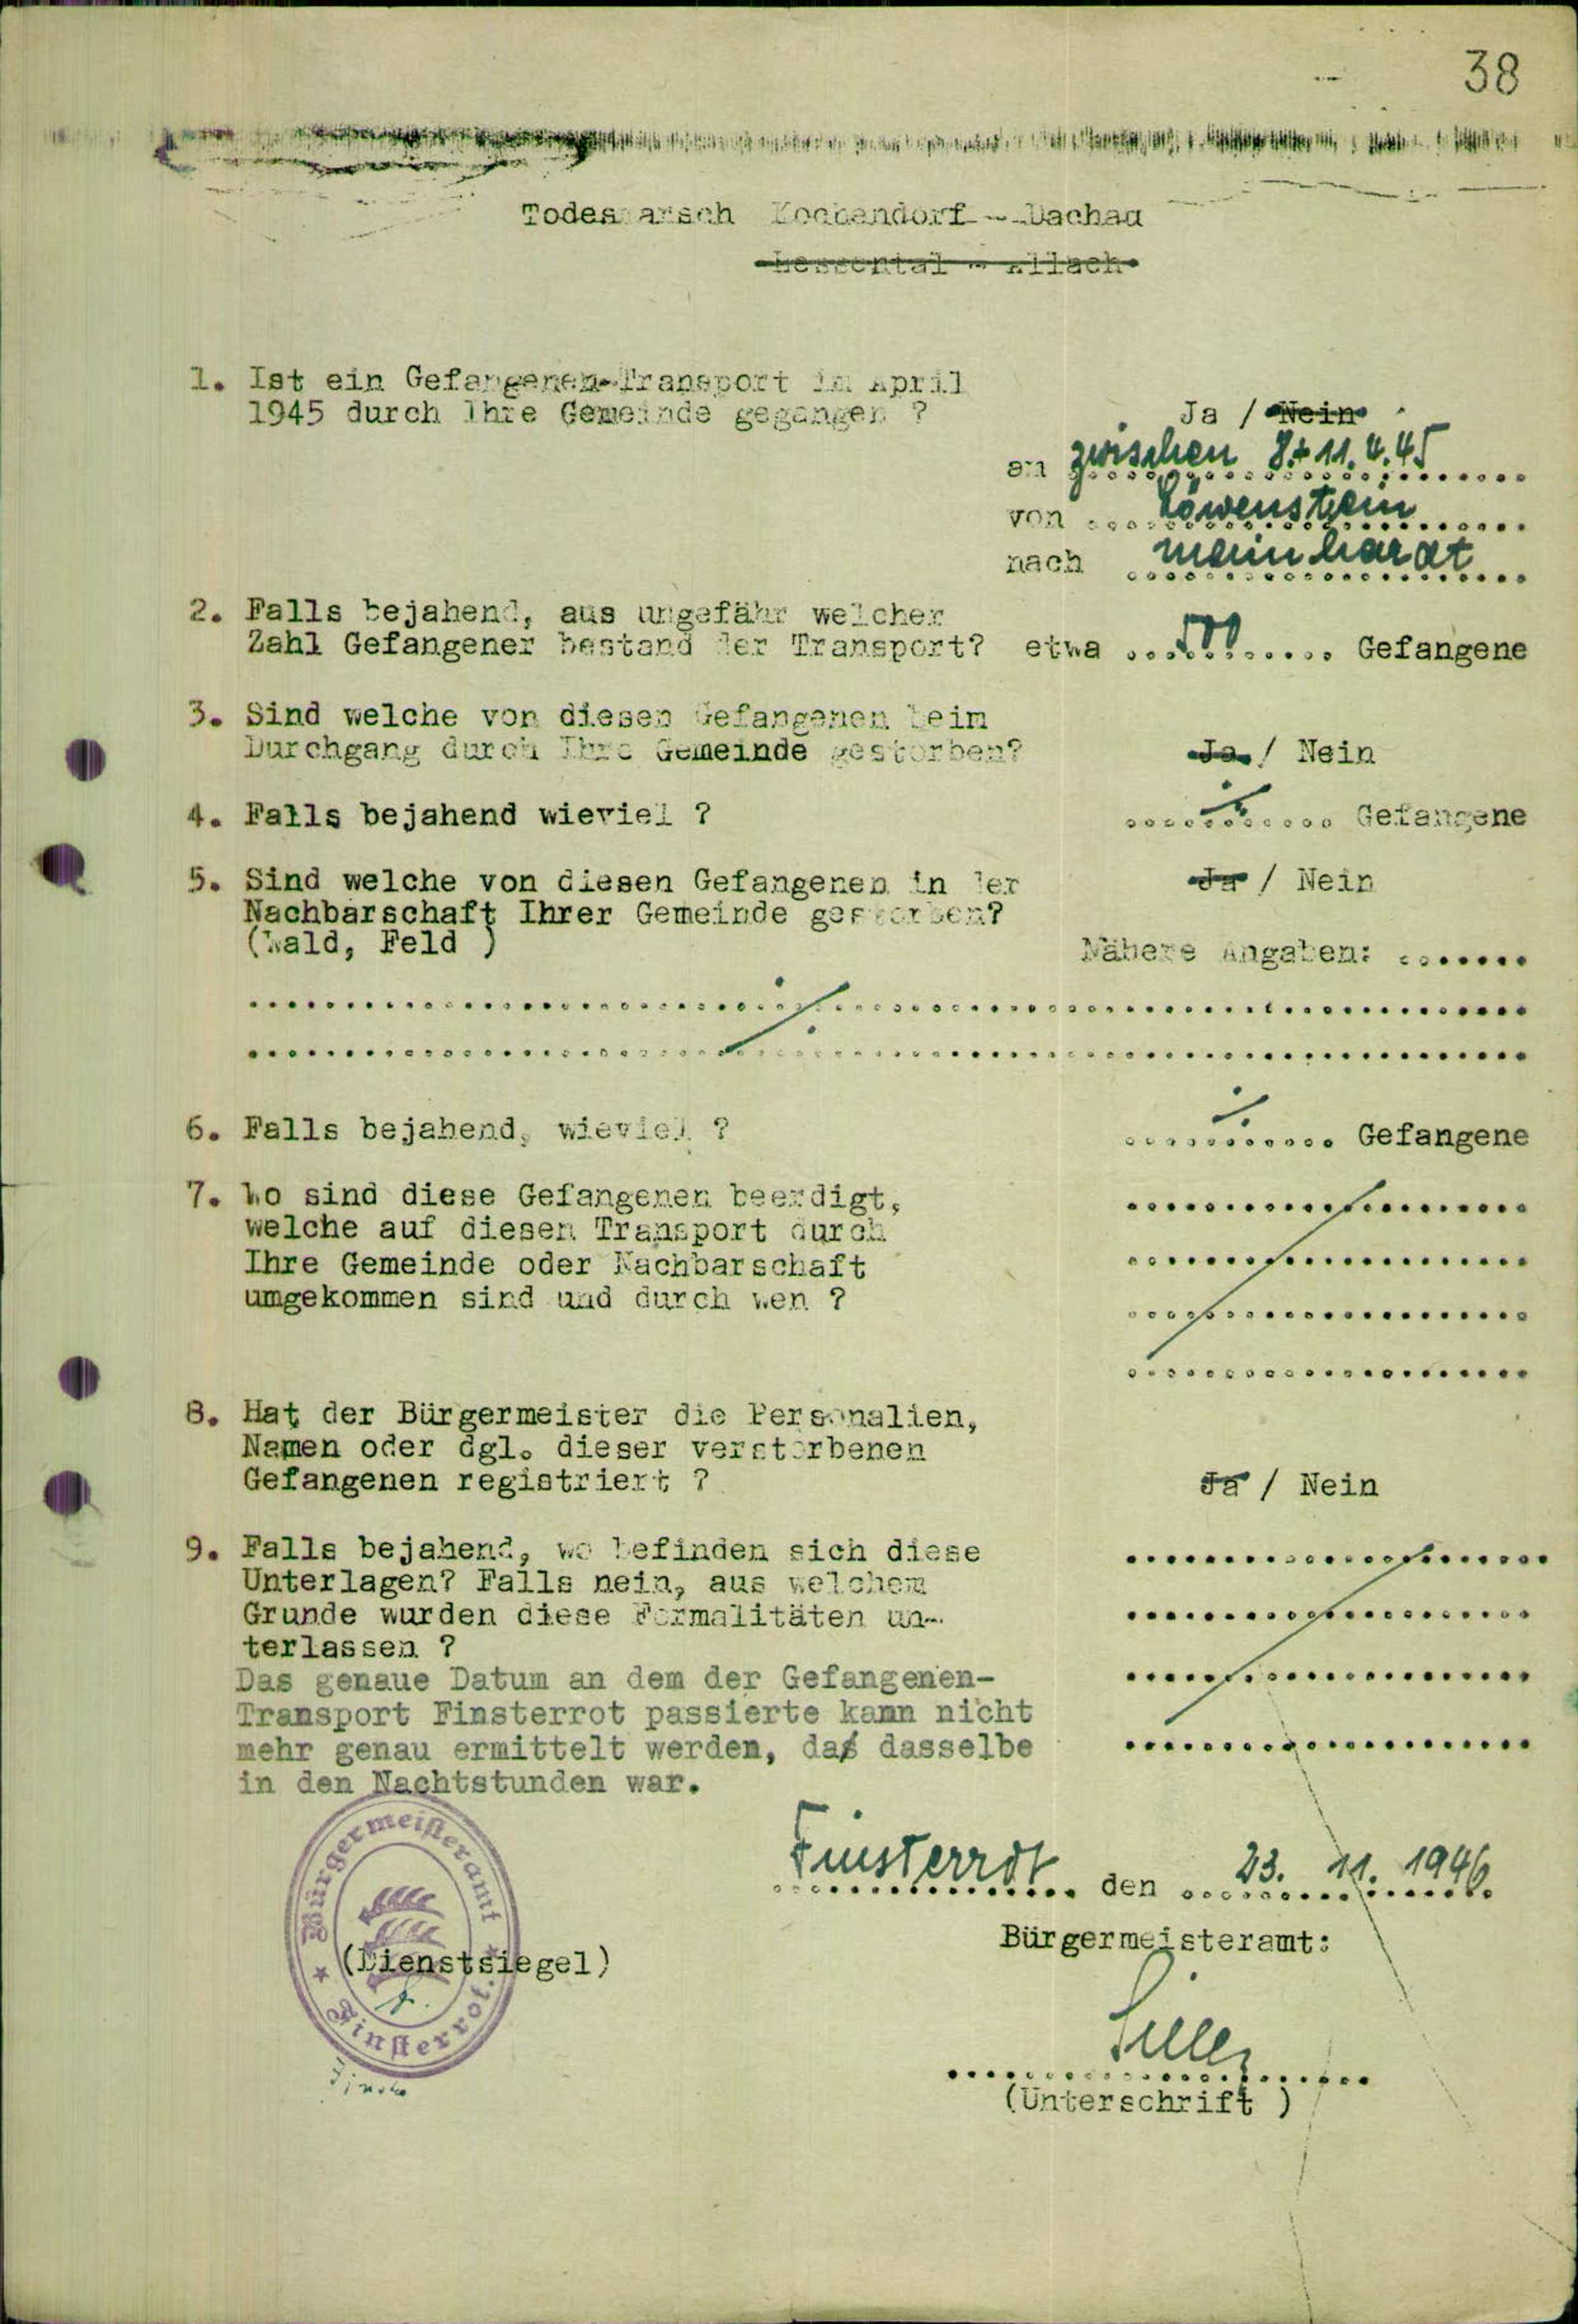 38
Todesmarsch Kochendorf - Dachau
Hessental - Allach
1. Ist ein Gefangenen-Transport im April
1945 durch Ihre Gemeinde gegangen ?
Ja / Nein
an zwischen 8.+11.4.45
von Löwenstein
nach Mainhardt
2. Falls bejahend, aus ungefähr welcher
Zahl Gefangener bestand der Transport? etwa 500 Gefangene
3. Sind welche von diesen Gefangenen beim
Durchgang durch Ihre Gemeinde gestorben? Ja / Nein
4. Falls bejahend wieviel ? ./. Gefangene
5. Sind welche von diesen Gefangenen in der Ja / Nein
Nachbarschaft Ihrer Gemeinde gestorben?
(Wald, Feld ) Nähere Angaben: .......
./.
6. Falls bejahend, wieviel ? ./. Gefangene
7. Wo sind diese Gefangenen beerdigt,
welche auf diesen Transport durch
Ihre Gemeinde oder Nachbarschaft
umgekommen sind und durch wen ?
8. Hat der Bürgermeister die Personalien,
Namen oder dgl. dieser verstorbenen
Gefangenen registriert ? Ja / Nein
9. Falls bejahend, wo befinden sich diese
Unterlagen? Falls nein, aus welchem
Grunde wurden diese Formalitäten un-
terlassen ?
Das genaue Datum an dem der Gefangenen-
Transport Finsterrot passierte kann nicht
mehr genau ermittelt werden, daß dasselbe
in den Nachtstunden war.
Bürgermeisteramt
Finsterrot.
Finsterrot den 23. 11. 1946
Bürgermeisteramt:
(Dienstsiegel)
(Unterschrift )